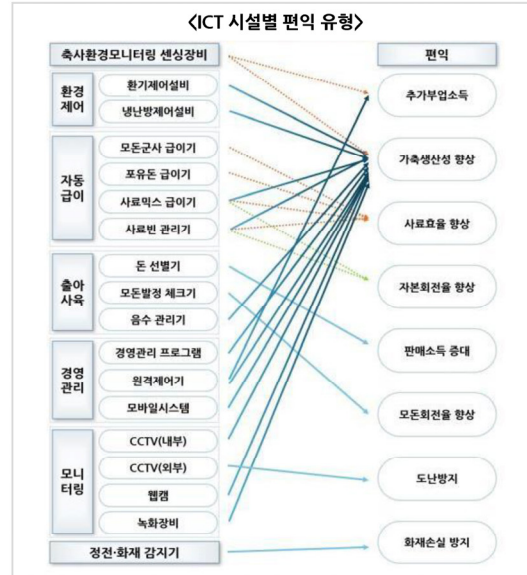 <ICT 시설별 편익 유형>
축사환경모니터링 센싱장비
환경
제어
환기제어설비
냉난방제어설비
자동
급이
모돈군사 급이기
포유돈 급이기
사료믹스 급이기
사료빈 관리기
출아
사육
돈 선별기
모돈발정 체크기
음수 관리기
경영
관리
경영관리 프로그램
원격제어기
모바일시스템
모니
터링
CCTV(내부)
CCTV(외부)
웹캠
녹화장비
정전·화재 감지기
편익
추가부업소득
가축생산성 향상
사료효율 향상
자본회전율 향상
판매소득 증대
모돈회전율 향상
도난방지
화재손실 방지